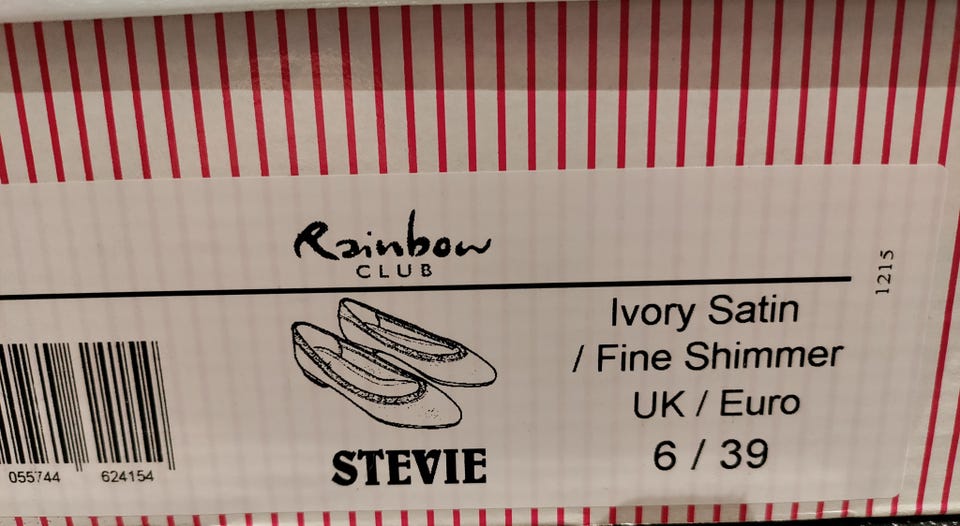 Rainbow
CLUB
1215
Ivory Satin
/ Fine Shimmer
UK / Euro
6 / 39
STEVIE
055744 624154